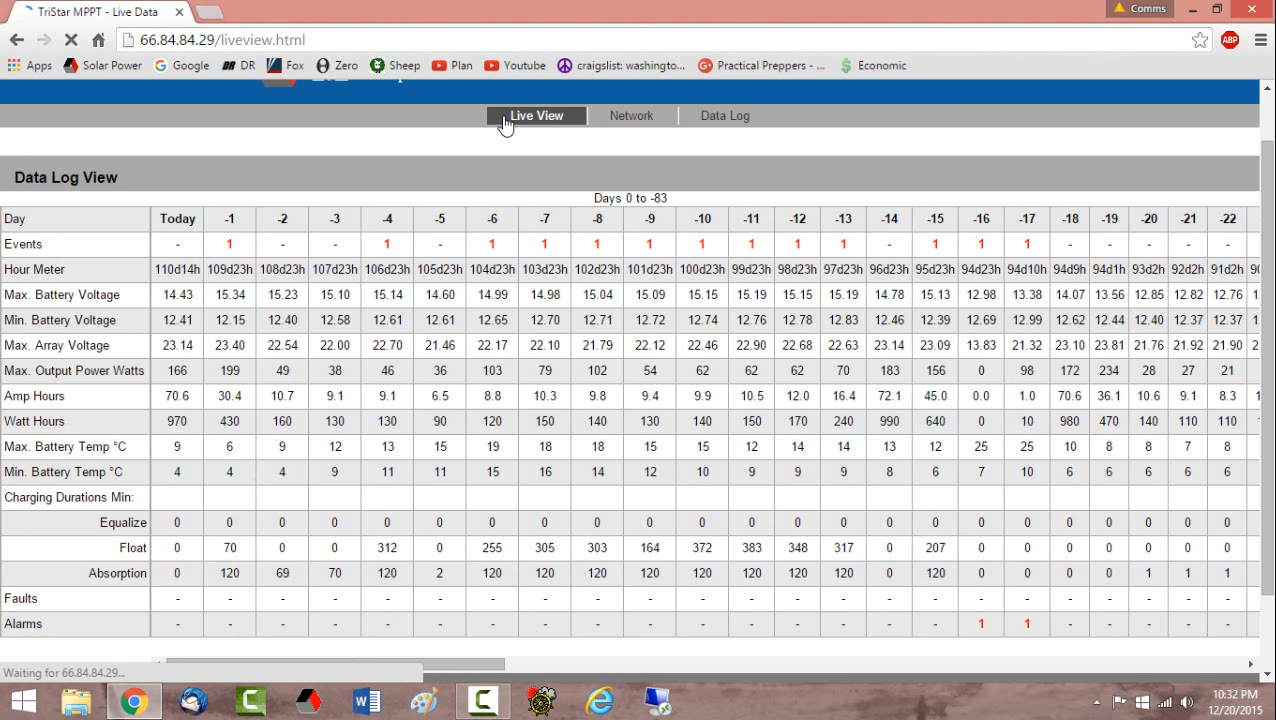 TriStar MPPT - Live Data
Comms
66.84.84.29/liveview.html
Apps Solar Power Google DR Fox Zero Sheep Plan Youtube craigslist: washingto... Practical Preppers - ... Economic
Live View Network Data Log
Data Log View
Days 0 to -83
Day Today -1 -2 -3 -4 -5 -6 -7 -8 -9 -10 -11 -12 -13 -14 -15 -16 -17 -18 -19 -20 -21 -22
Events - 1 - - 1 - 1 1 1 1 1 1 1 1 - 1 1 1 - - - - -
Hour Meter 110d14h 109d23h 108d23h 107d23h 106d23h 105d23h 104d23h 103d23h 102d23h 101d23h 100d23h 99d23h 98d23h 97d23h 96d23h 95d23h 94d23h 94d10h 94d9h 94d1h 93d2h 92d2h 91d2h 90
Max. Battery Voltage 14.43 15.34 15.23 15.10 15.14 14.60 14.99 14.98 15.04 15.09 15.15 15.19 15.15 15.19 14.78 15.13 12.98 13.38 14.07 13.56 12.85 12.82 12.76
Min. Battery Voltage 12.41 12.15 12.40 12.58 12.61 12.61 12.65 12.70 12.71 12.72 12.74 12.76 12.78 12.83 12.46 12.39 12.69 12.99 12.62 12.44 12.40 12.37 12.37
Max. Array Voltage 23.14 23.40 22.54 22.00 22.70 21.46 22.17 22.10 21.79 22.12 22.46 22.90 22.68 22.63 23.14 23.09 13.83 21.32 23.10 23.81 21.76 21.92 21.90
Max. Output Power Watts 166 199 49 38 46 36 103 79 102 54 62 62 62 70 183 156 0 98 172 234 28 27 21
Amp Hours 70.6 30.4 10.7 9.1 9.1 6.5 8.8 10.3 9.8 9.4 9.9 10.5 12.0 16.4 72.1 45.0 0.0 1.0 70.6 36.1 10.6 9.1 8.3
Watt Hours 970 430 160 130 130 90 120 150 140 130 140 150 170 240 990 640 0 10 980 470 140 110 110
Max. Battery Temp °C 9 6 9 12 13 15 19 18 18 15 15 12 14 14 13 12 25 25 10 8 8 7 8
Min. Battery Temp °C 4 4 4 9 11 11 15 16 14 12 10 9 9 9 8 6 7 10 6 6 6 6 6
Charging Durations Min:
Equalize 0 0 0 0 0 0 0 0 0 0 0 0 0 0 0 0 0 0 0 0 0 0 0
Float 0 70 0 0 312 0 255 305 303 164 372 383 348 317 0 207 0 0 0 0 0 0 0
Absorption 0 120 69 70 120 2 120 120 120 120 120 120 120 120 0 120 0 0 0 0 1 1 1
Faults - - - - - - - - - - - - - - - - - - - - - - -
Alarms - - - - - - - - - - - - - - - - 1 1 - - - - -
Waiting for 66.84.84.29...
10:32 PM
12/20/2015